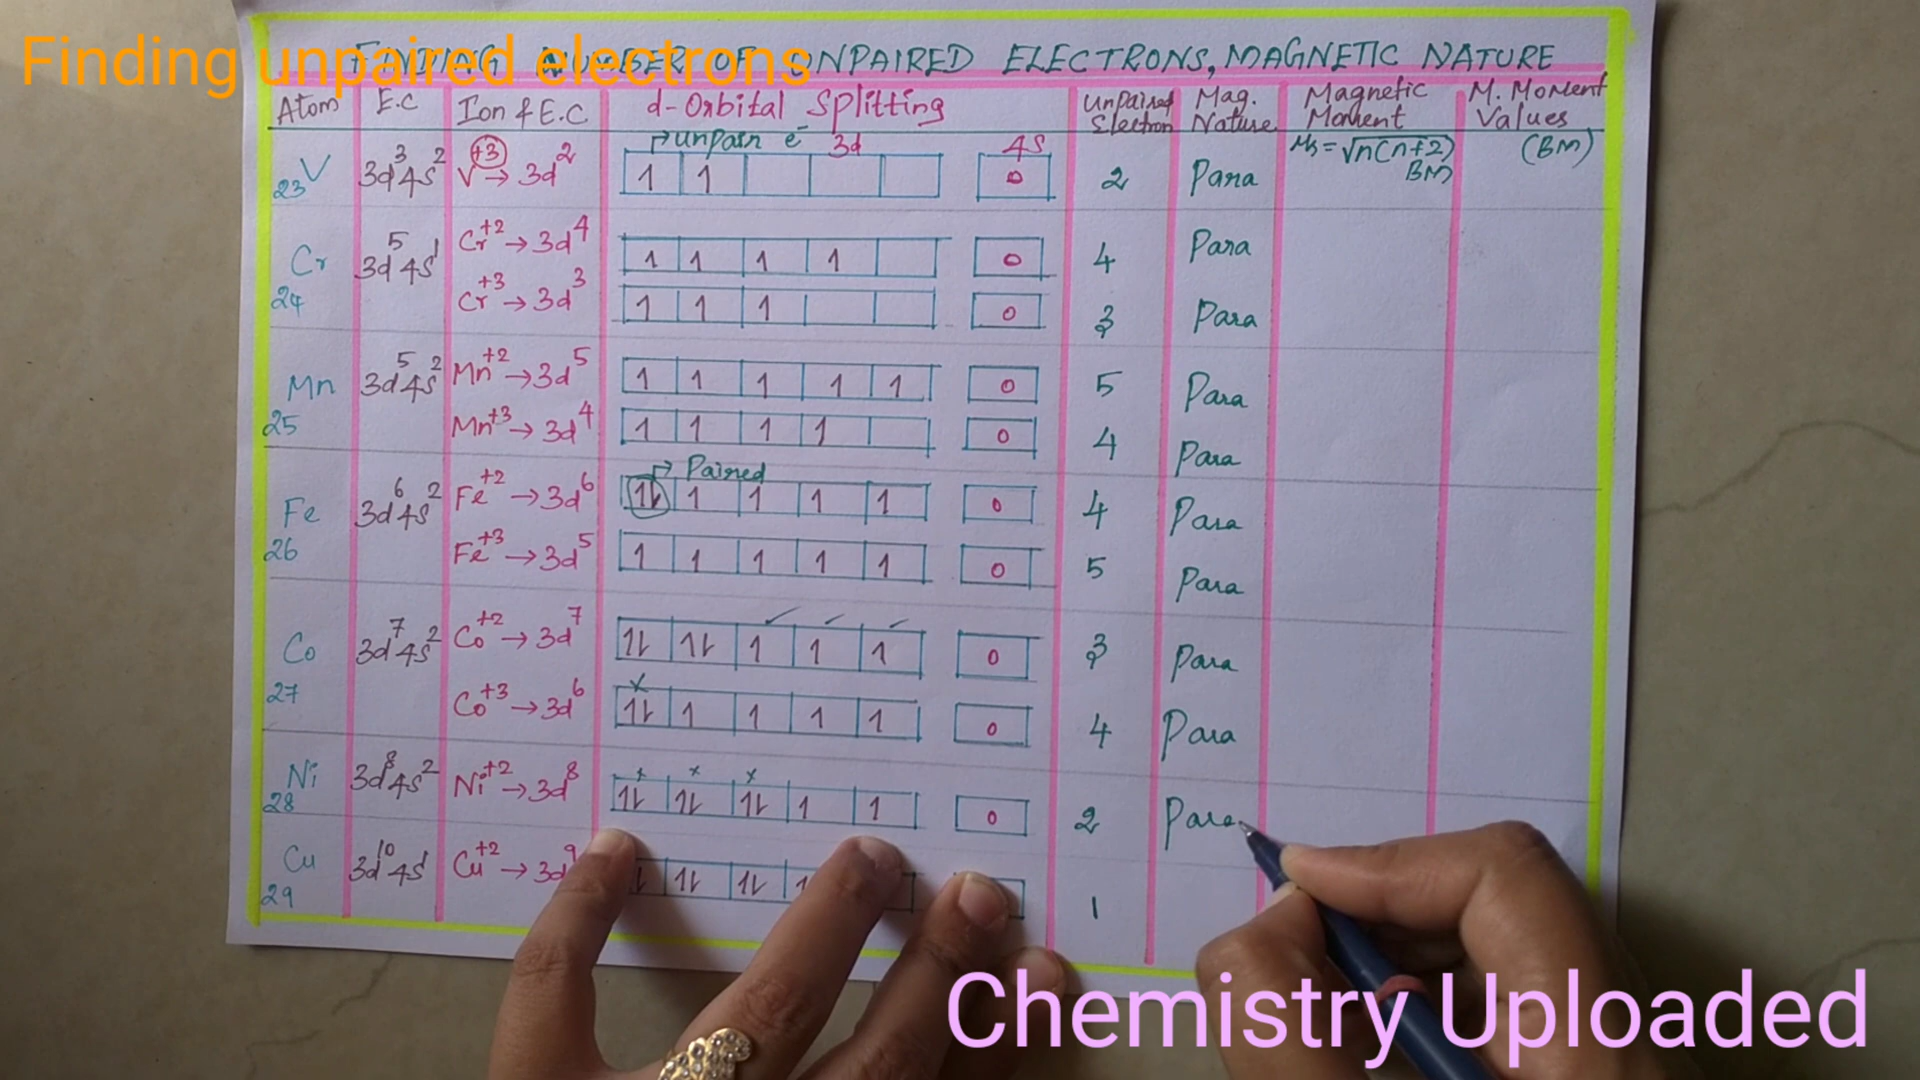 Finding unpaired electrons
FINDING NUMBER OF UNPAIRED ELECTRONS, MAGNETIC NATURE
Atom E.C Ion & E.C d-Orbital Splitting Unpaired Electron Mag. Nature Magnetic Moment M. Moment Values
unpair e⁻ 3d 4S μs = √n(n+2) BM (BM)
23V 3d³4s² V⁺³ → 3d² 1 1 0 2 Para
Cr 24 3d⁵4s¹ Cr⁺² → 3d⁴ 1 1 1 1 0 4 Para
Cr⁺³ → 3d³ 1 1 1 0 3 Para
Mn 25 3d⁵4s² Mn⁺² → 3d⁵ 1 1 1 1 1 0 5 Para
Mn⁺³ → 3d⁴ 1 1 1 1 0 4 Para
Paired
Fe 26 3d⁶4s² Fe⁺² → 3d⁶ 1⇂ 1 1 1 1 0 4 Para
Fe⁺³ → 3d⁵ 1 1 1 1 1 0 5 Para
Co 27 3d⁷4s² Co⁺² → 3d⁷ 1⇂ 1⇂ 1 1 1 0 3 Para
Co⁺³ → 3d⁶ 1⇂ 1 1 1 1 0 4 Para
Ni 28 3d⁸4s² Ni⁺² → 3d⁸ 1⇂ 1⇂ 1⇂ 1 1 0 2 Para
Cu 29 3d¹⁰4s¹ Cu⁺² → 3d⁹ 1⇂ 1⇂ 1
Chemistry Uploaded